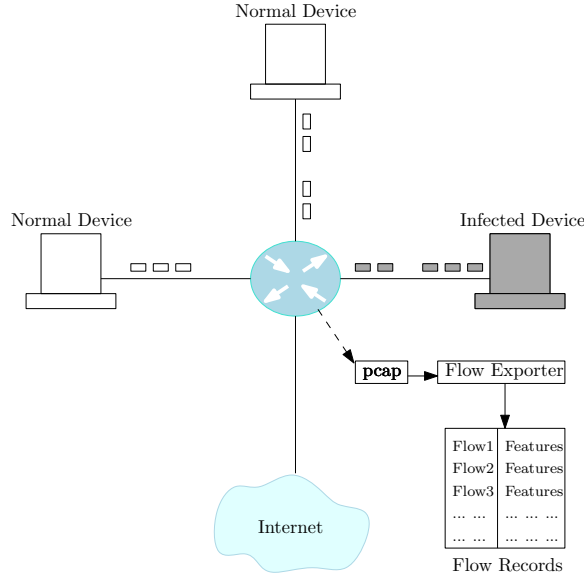 Normal Device
Normal Device
Infected Device
pcap
Flow Exporter
Flow1 Features
Flow2 Features
Flow3 Features
... ... ... ... ...
... ... ... ... ...
Internet
Flow Records